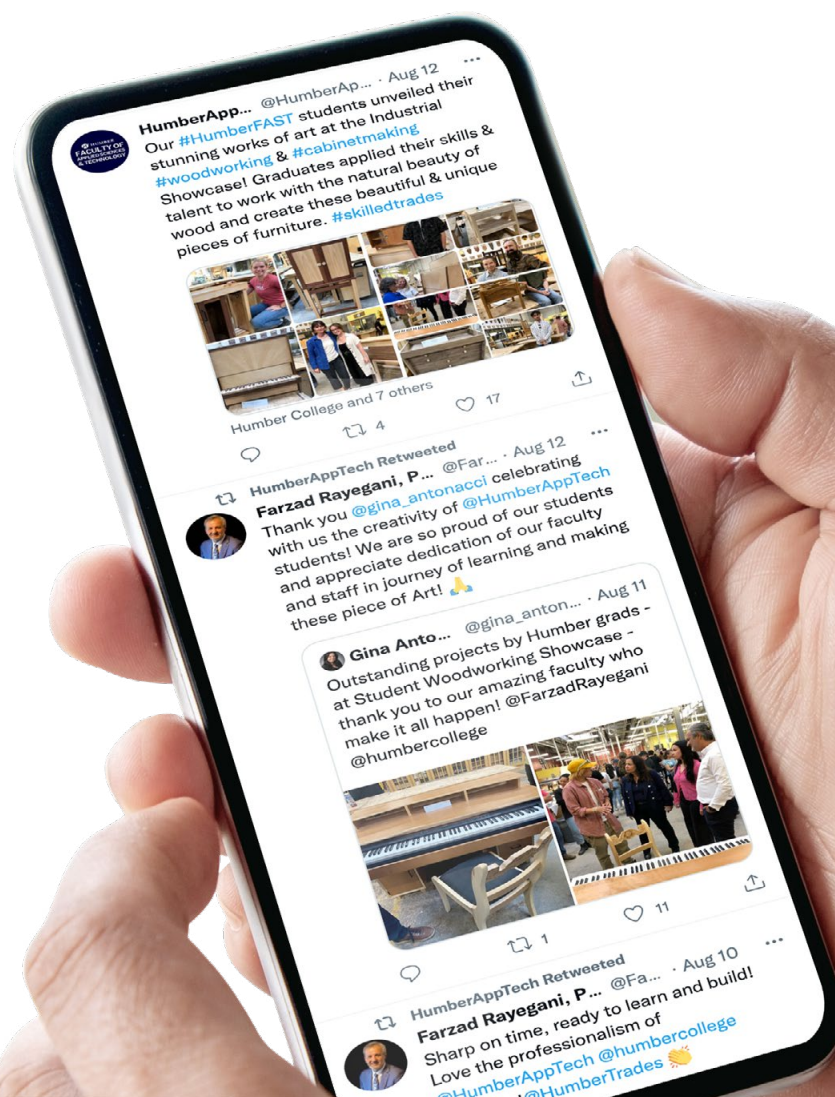 HumberApp... @HumberAp... · Aug 12
Our #HumberFAST students unveiled their
stunning works of art at the Industrial
#woodworking & #cabinetmaking
Showcase! Graduates applied their skills &
talent to work with the natural beauty of
wood and create these beautiful & unique
pieces of furniture. #skilledtrades
HUMBER
FACULTY OF
APPLIED SCIENCES
& TECHNOLOGY
Humber College and 7 others
4 17
HumberAppTech Retweeted
Farzad Rayegani, P... @Far... · Aug 12
Thank you @gina_antonacci celebrating
with us the creativity of @HumberAppTech
students! We are so proud of our students
and appreciate dedication of our faculty
and staff in journey of learning and making
these piece of Art! 🙏
Gina Anto... @gina_anton... · Aug 11
Outstanding projects by Humber grads -
at Student Woodworking Showcase -
thank you to our amazing faculty who
make it all happen! @FarzadRayegani
@humbercollege
1 11
HumberAppTech Retweeted
Farzad Rayegani, P... @Fa... · Aug 10
Sharp on time, ready to learn and build!
Love the professionalism of
@HumberAppTech @humbercollege
@HumberTrades 👏